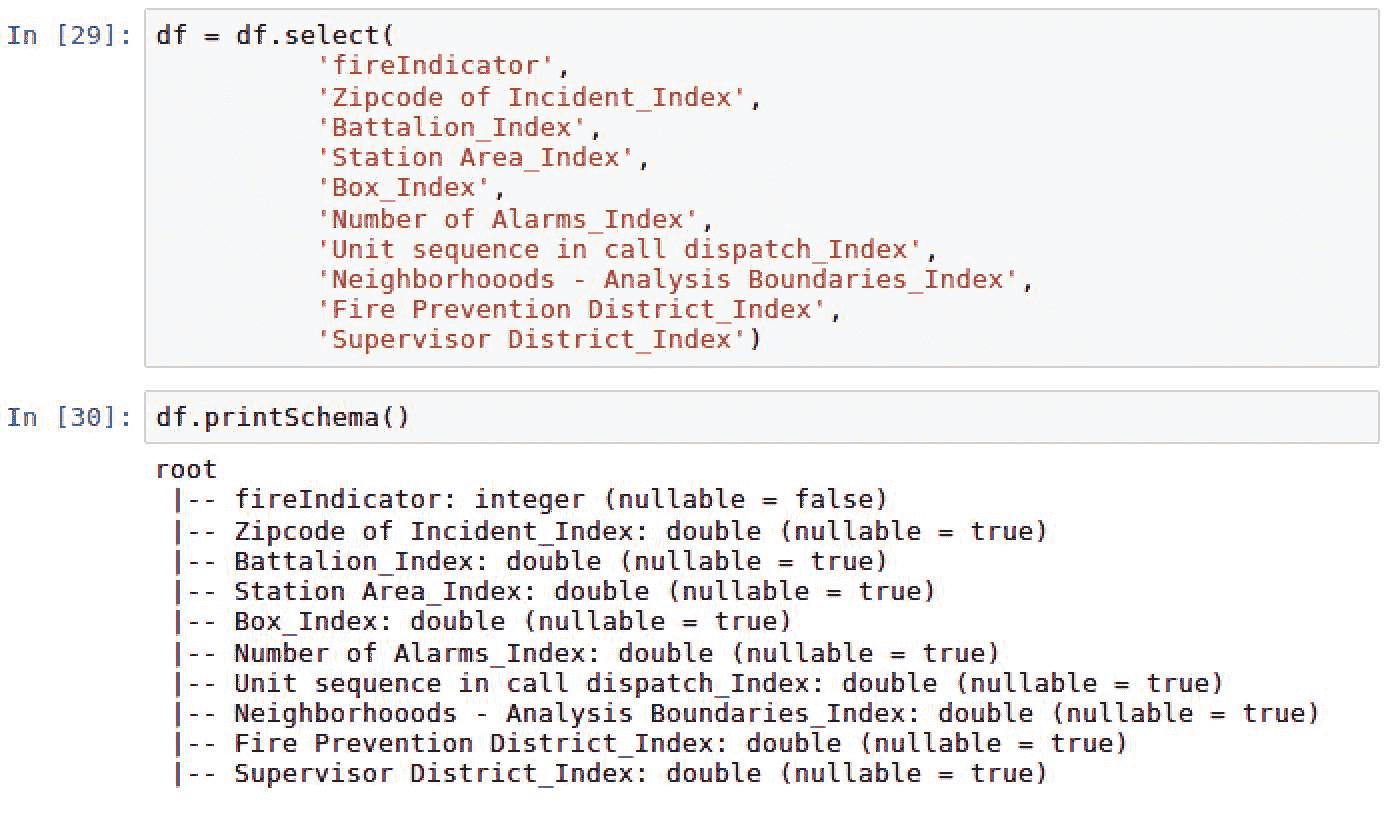 In [29]: df = df.select(
'fireIndicator',
'Zipcode of Incident_Index',
'Battalion_Index',
'Station Area_Index',
'Box_Index',
'Number of Alarms_Index',
'Unit sequence in call dispatch_Index',
'Neighborhooods - Analysis Boundaries_Index',
'Fire Prevention District_Index',
'Supervisor District_Index')
In [30]: df.printSchema()
root
|-- fireIndicator: integer (nullable = false)
|-- Zipcode of Incident_Index: double (nullable = true)
|-- Battalion_Index: double (nullable = true)
|-- Station Area_Index: double (nullable = true)
|-- Box_Index: double (nullable = true)
|-- Number of Alarms_Index: double (nullable = true)
|-- Unit sequence in call dispatch_Index: double (nullable = true)
|-- Neighborhooods - Analysis Boundaries_Index: double (nullable = true)
|-- Fire Prevention District_Index: double (nullable = true)
|-- Supervisor District_Index: double (nullable = true)